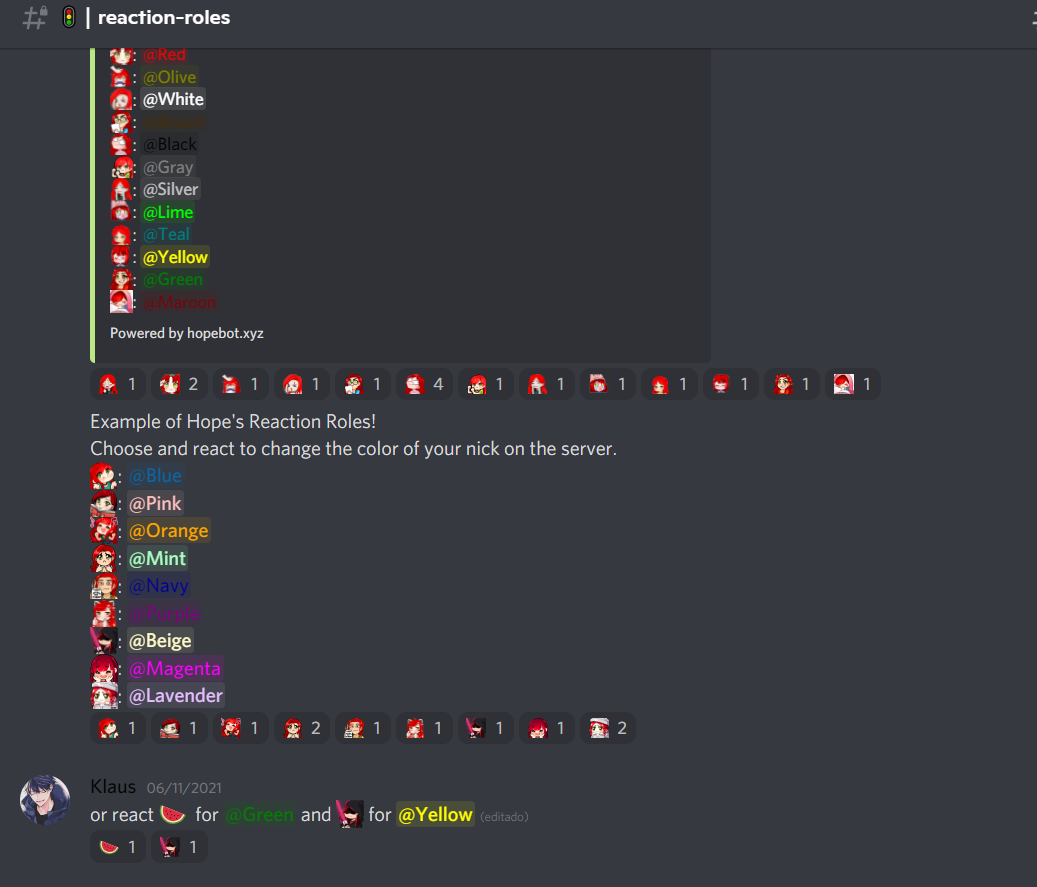 | reaction-roles
: @Red
: @Olive
: @White
:
: @Black
: @Gray
: @Silver
: @Lime
: @Teal
: @Yellow
: @Green
: @Maroon
Powered by hopebot.xyz
1 2 1 1 1 4 1 1 1 1 1 1 1
Example of Hope's Reaction Roles!
Choose and react to change the color of your nick on the server.
: @Blue
: @Pink
: @Orange
: @Mint
: @Navy
: @Purple
: @Beige
: @Magenta
: @Lavender
1 1 1 2 1 1 1 1 2
Klaus 06/11/2021
or react 🍉 for @Green and for @Yellow (editado)
1 1